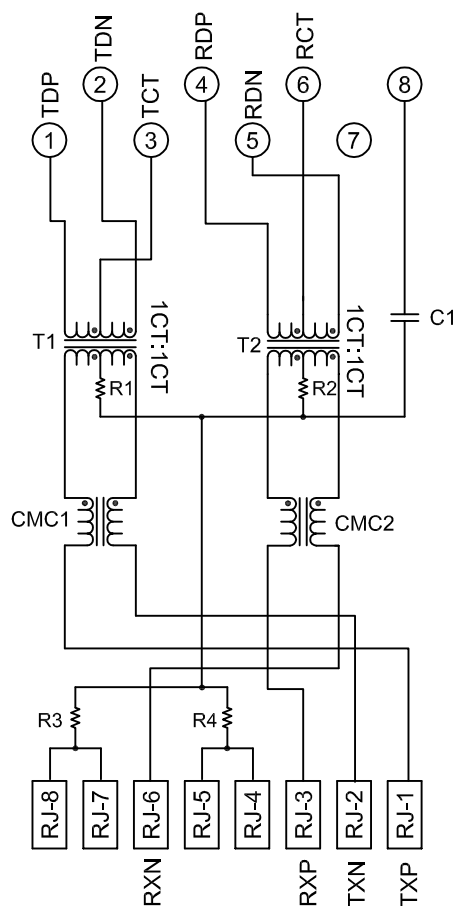 TDP
TDN
TCT
RDP
RDN
RCT
1
2
3
4
5
6
7
8
T1
1CT:1CT
T2
1CT:1CT
C1
R1
R2
CMC1
CMC2
R3
R4
RJ-8
RJ-7
RJ-6
RJ-5
RJ-4
RJ-3
RJ-2
RJ-1
RXN
RXP
TXN
TXP